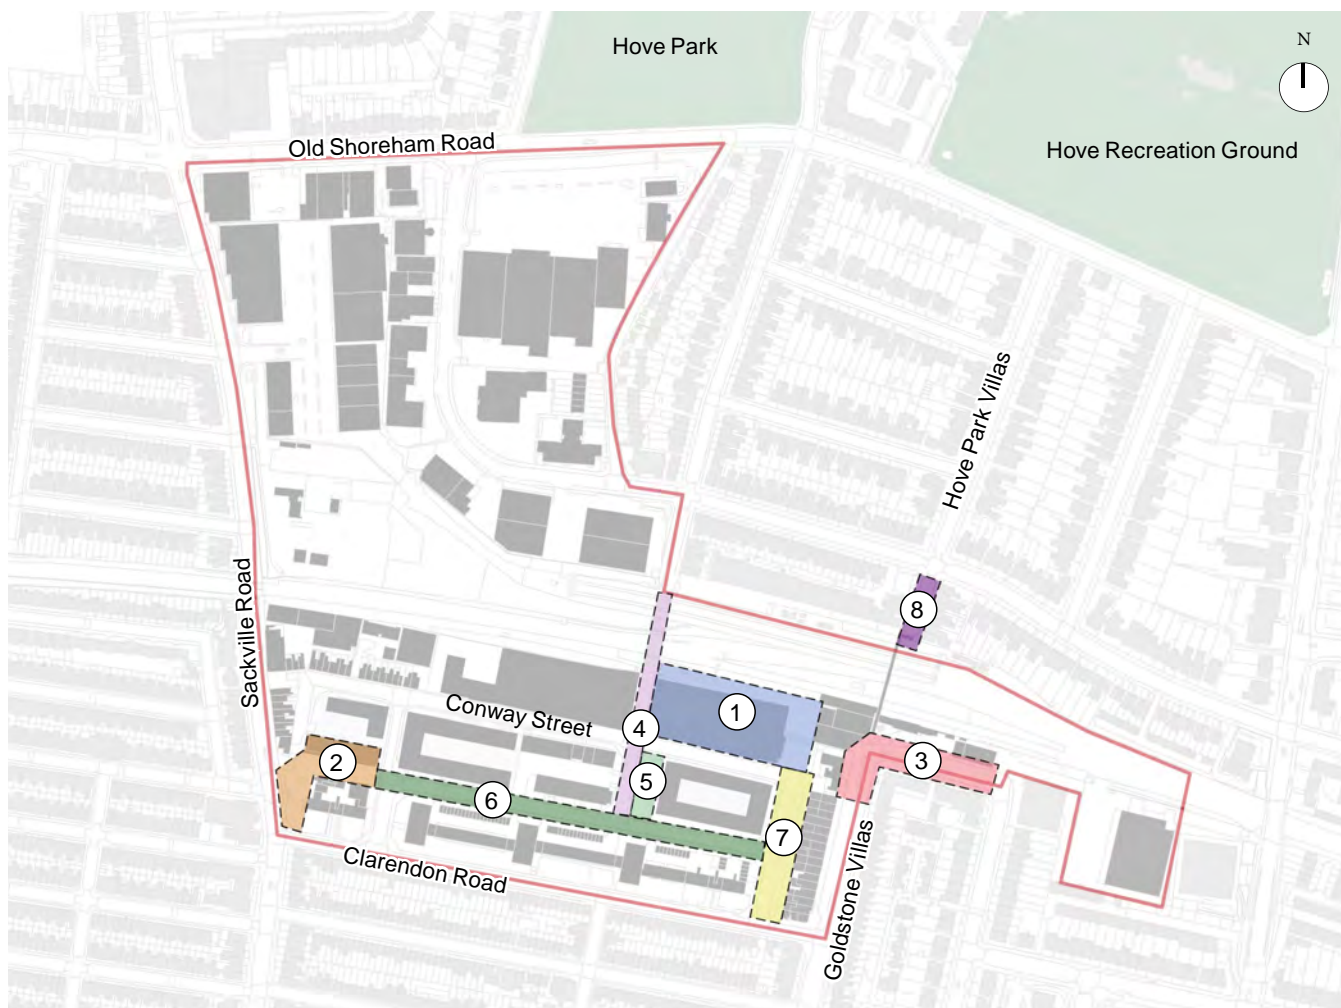 Hove Park
N
Old Shoreham Road
Hove Recreation Ground
Hove Park Villas
Sackville Road
8
Conway Street
1
4
2
3
5
6
7
Clarendon Road
Goldstone Villas